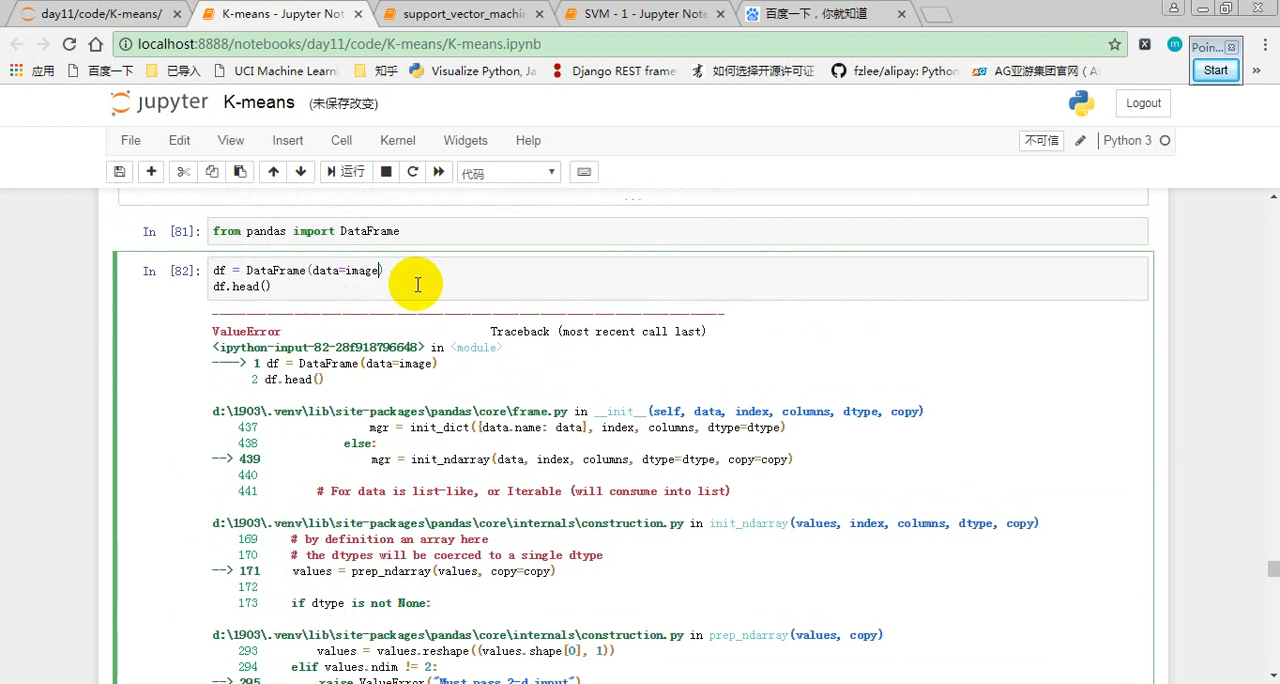 day11/code/K-means/
K-means - Jupyter Not
support_vector_machin
SVM - 1 - Jupyter Note
百度一下，你就知道
localhost:8888/notebooks/day11/code/K-means/K-means.ipynb
Poin...
Start
应用
百度一下
已导入
UCI Machine Learni
知乎
Visualize Python, Ja
Django REST frame
如何选择开源许可证
fzlee/alipay: Python
AG亚游集团官网（A
jupyter
K-means
(未保存改变)
Logout
File Edit View Insert Cell Kernel Widgets Help
不可信
Python 3
运行
代码
...
In [81]: from pandas import DataFrame
In [82]: df = DataFrame(data=image)
df.head()
---------------------------------------------------------------------------
ValueError Traceback (most recent call last)
<ipython-input-82-28f918796648> in <module>
----> 1 df = DataFrame(data=image)
2 df.head()
d:\1903\.venv\lib\site-packages\pandas\core\frame.py in __init__(self, data, index, columns, dtype, copy)
437 mgr = init_dict({data.name: data}, index, columns, dtype=dtype)
438 else:
--> 439 mgr = init_ndarray(data, index, columns, dtype=dtype, copy=copy)
440
441 # For data is list-like, or Iterable (will consume into list)
d:\1903\.venv\lib\site-packages\pandas\core\internals\construction.py in init_ndarray(values, index, columns, dtype, copy)
169 # by definition an array here
170 # the dtypes will be coerced to a single dtype
--> 171 values = prep_ndarray(values, copy=copy)
172
173 if dtype is not None:
d:\1903\.venv\lib\site-packages\pandas\core\internals\construction.py in prep_ndarray(values, copy)
293 values = values.reshape((values.shape[0], 1))
294 elif values.ndim != 2:
--> 295 raise ValueError("Must pass 2-d input")